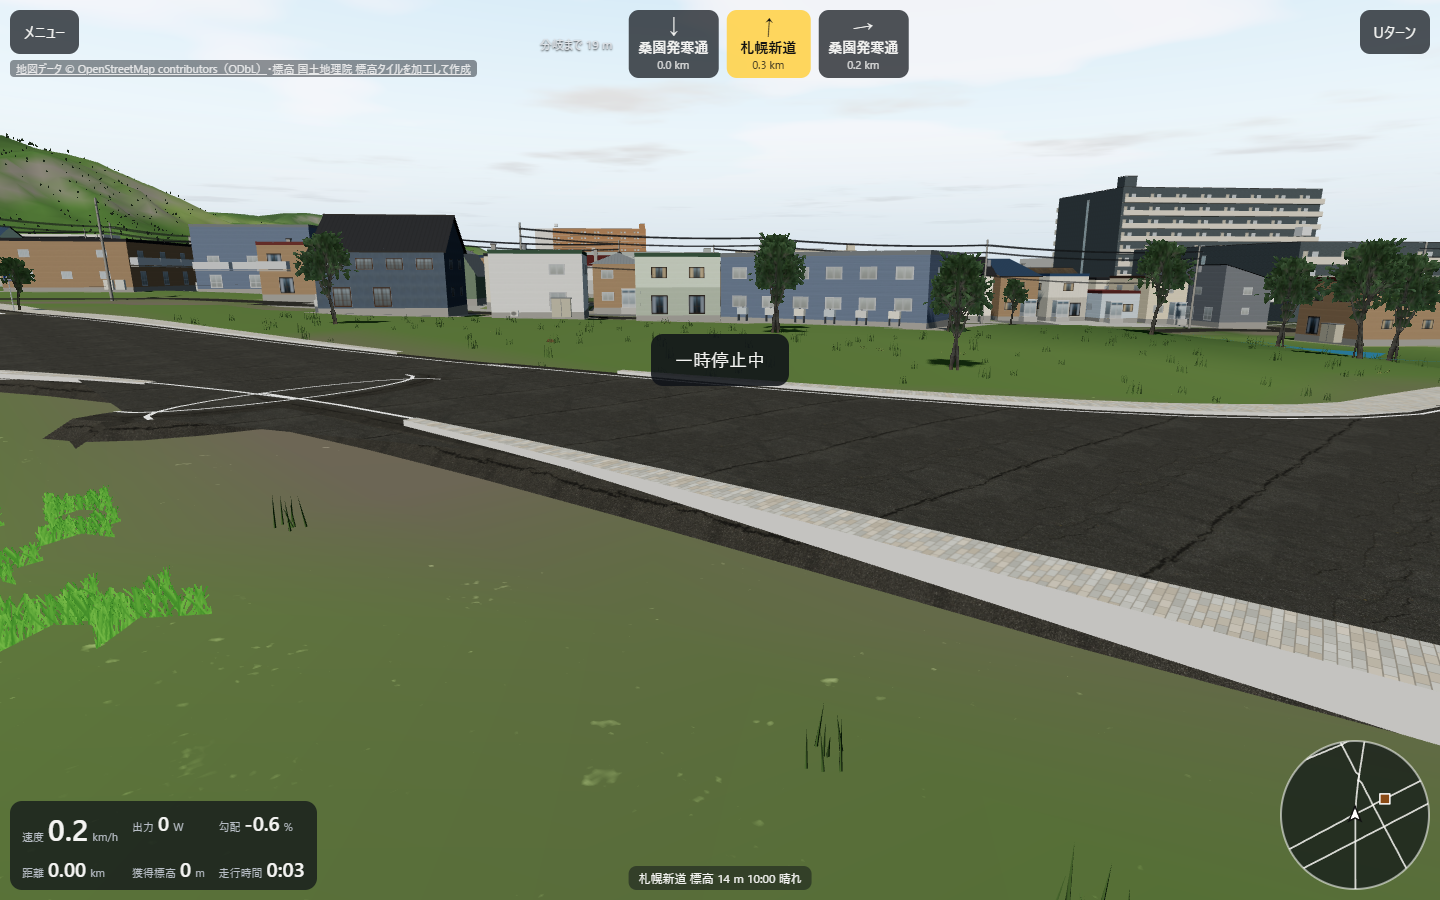 メニュー
地図データ © OpenStreetMap contributors（ODbL）・標高 国土地理院 標高タイルを加工して作成
分岐まで 19 m
↓
桑園発寒通
0.0 km
↑
札幌新道
0.3 km
→
桑園発寒通
0.2 km
Uターン
一時停止中
速度 0.2 km/h
出力 0 W
勾配 -0.6 %
距離 0.00 km
獲得標高 0 m
走行時間 0:03
札幌新道 標高 14 m 10:00 晴れ